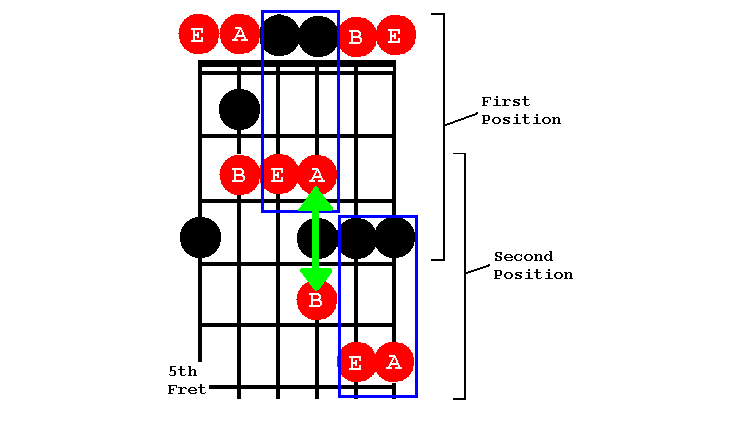 E A B E
First
Position
B E A
Second
Position
B
E A
5th
Fret